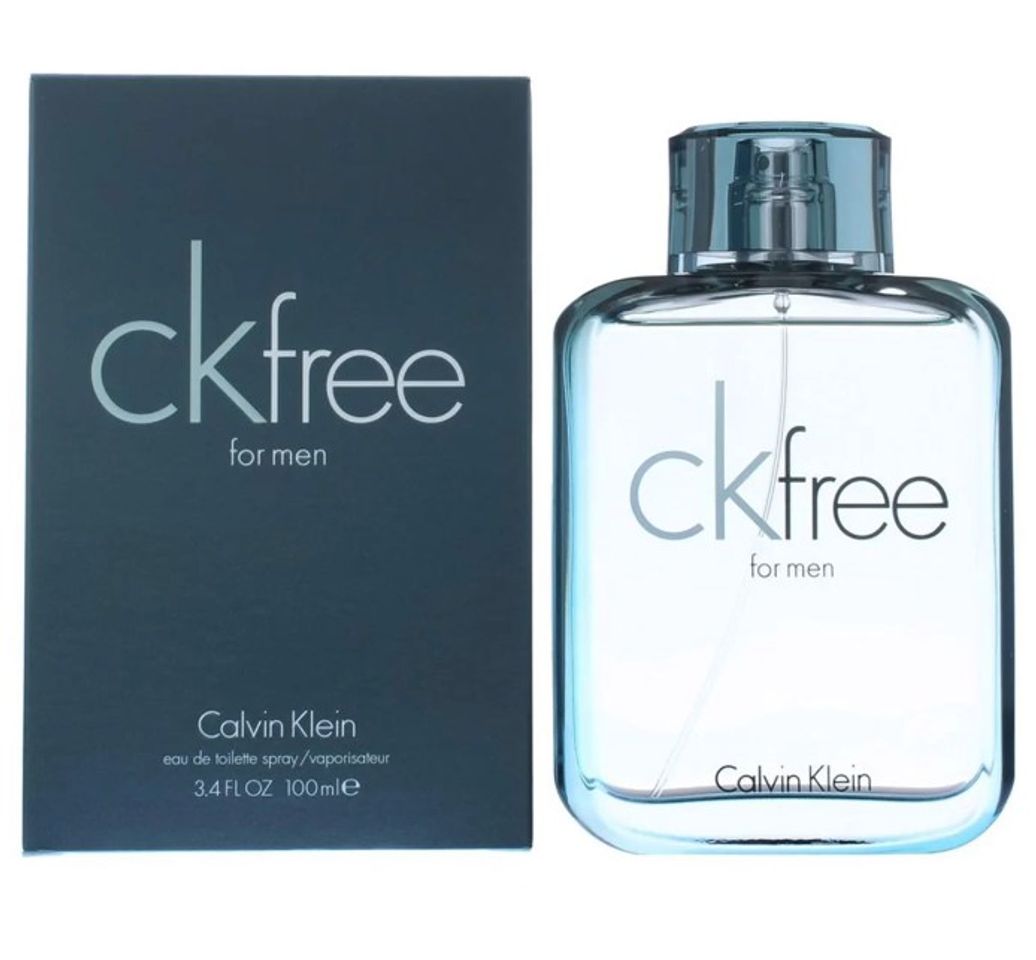 ckfree
for men
Calvin Klein
eau de toilette spray/vaporisateur
3.4 FL OZ 100ml℮
ckfree
for men
Calvin Klein